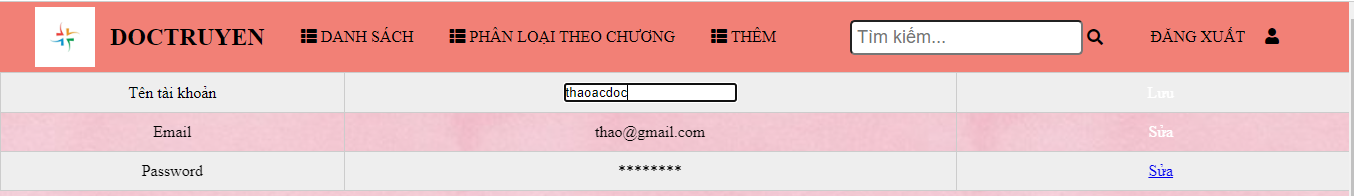 DOCTRUYEN DANH SÁCH PHÂN LOẠI THEO CHƯƠNG THÊM Tìm kiếm... ĐĂNG XUẤT
Tên tài khoản thaoacdoc Lưu
Email thao@gmail.com Sửa
Password ******** Sửa